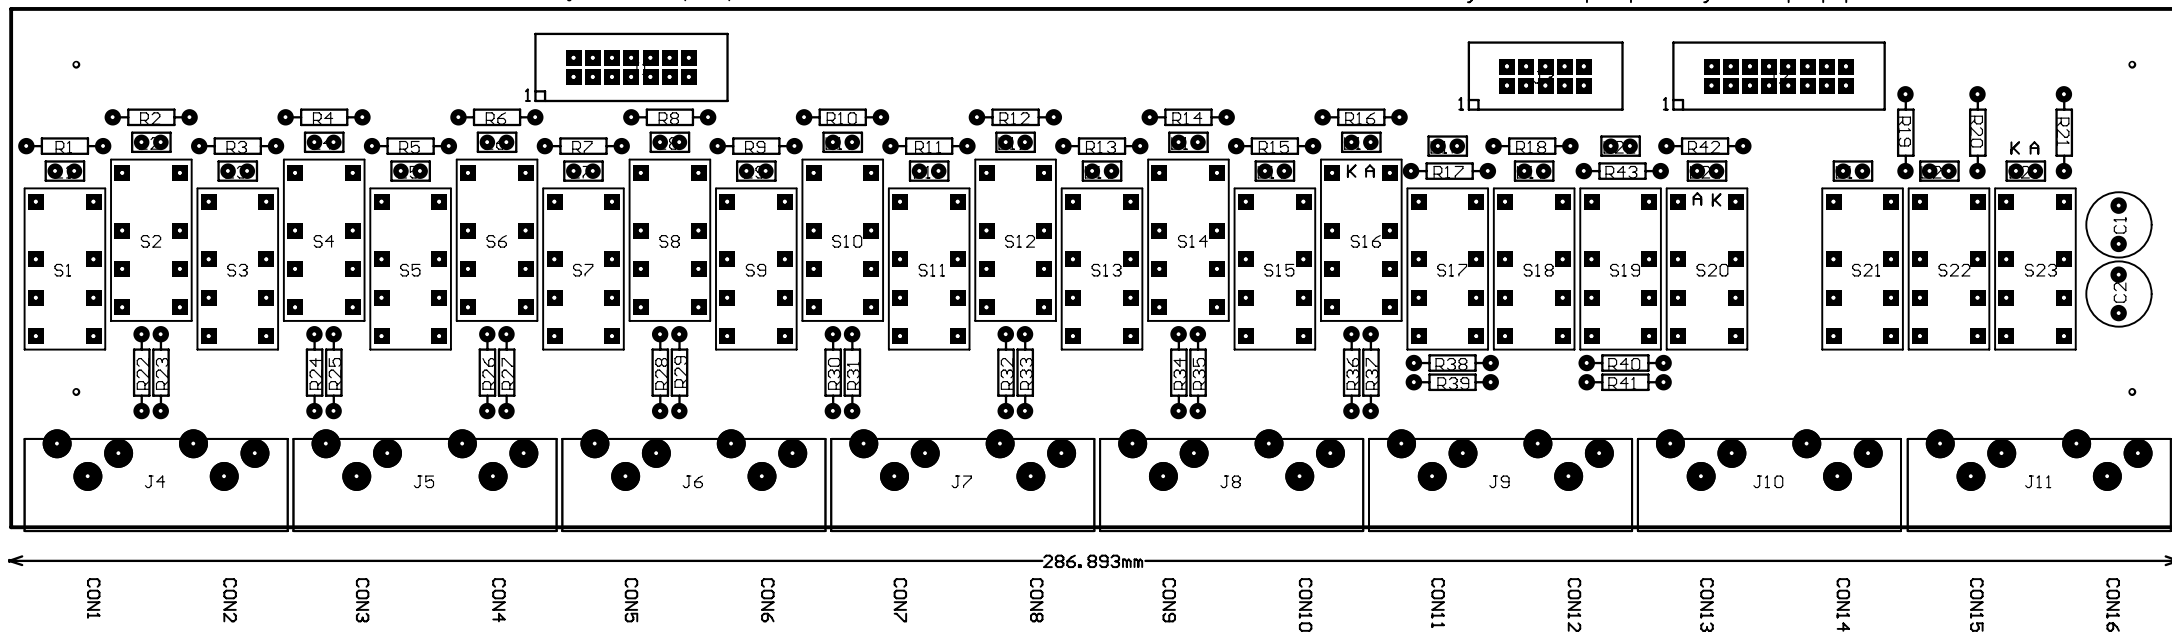 1
1
1
R2
R4
R6
R8
R10
R12
R14
R16
R19
R20
R21
R1
R3
R5
R7
R9
R11
R13
R15
R18
R42
K A
R17
R43
K A
A K
S2
S4
S6
S8
S10
S12
S14
S16
C1
S1
S3
S5
S7
S9
S11
S13
S15
S17
S18
S19
S20
S21
S22
S23
C2
R22
R23
R24
R25
R26
R27
R28
R29
R30
R31
R32
R33
R34
R35
R36
R37
R38
R40
R39
R41
J4
J5
J6
J7
J8
J9
J10
J11
286.893mm
CON1
CON2
CON3
CON4
CON5
CON6
CON7
CON8
CON9
CON10
CON11
CON12
CON13
CON14
CON15
CON16